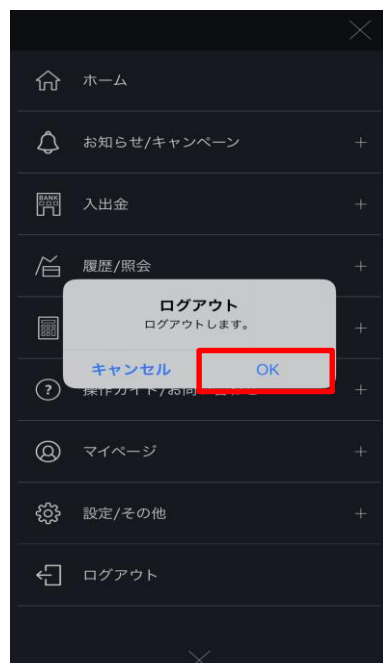 ホーム
お知らせ/キャンペーン
BANK
入出金
履歴/照会
ログアウト
ログアウトします。
キャンセル
OK
マイページ
設定/その他
ログアウト